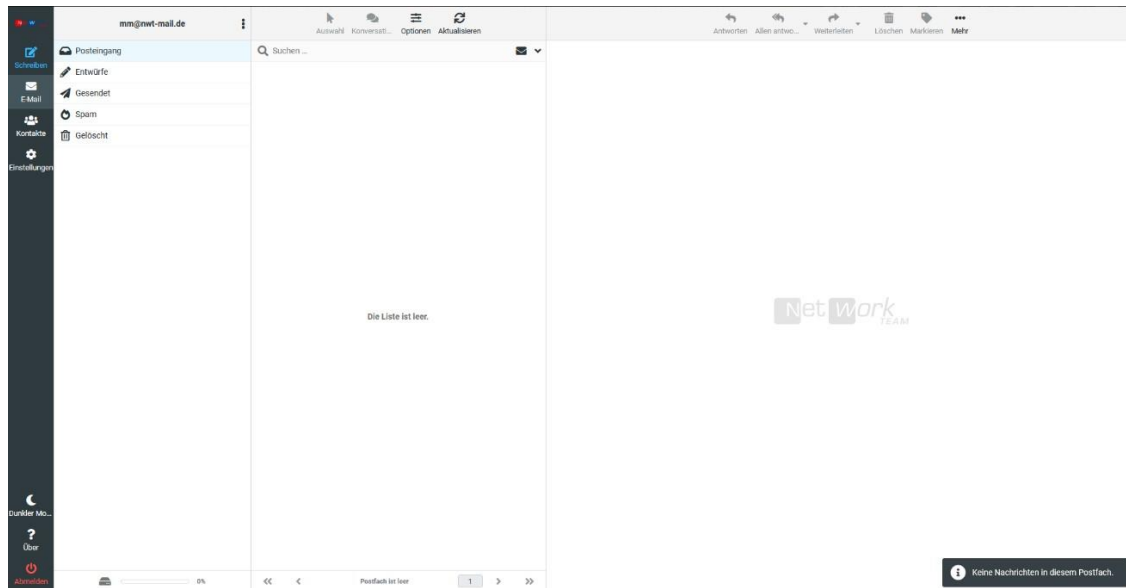 mm@nwt-mail.de
Schreiben
E-Mail
Kontakte
Einstellungen
Dunkler Mo...
Über
Abmelden
Posteingang
Entwürfe
Gesendet
Spam
Gelöscht
0%
Auswahl Konversati... Optionen Aktualisieren
Suchen ...
Die Liste ist leer.
Postfach ist leer 1
Antworten Allen antwo... Weiterleiten Löschen Markieren Mehr
Net Work
TEAM
Keine Nachrichten in diesem Postfach.